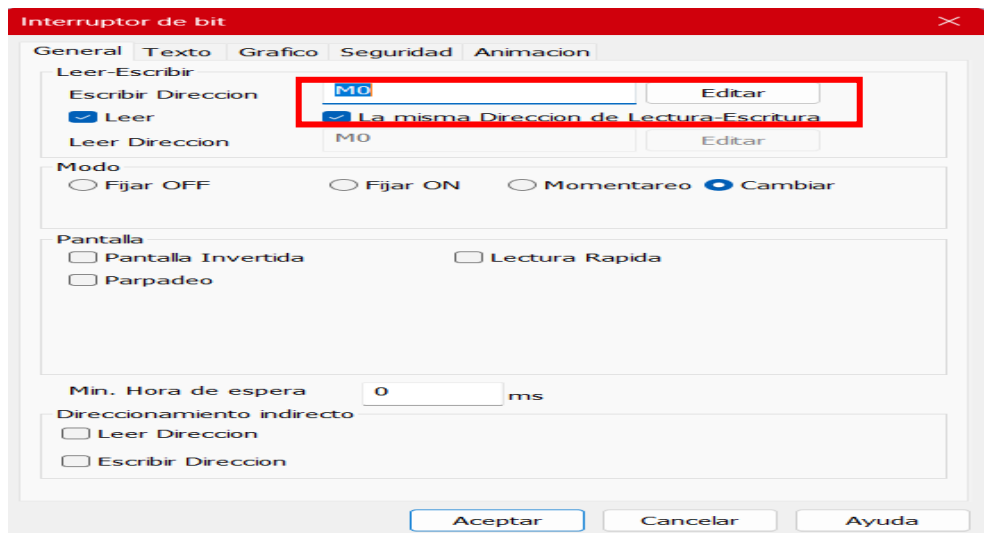 Interruptor de bit
General Texto Grafico Seguridad Animacion
Leer-Escribir
Escribir Direccion M0 Editar
Leer La misma Direccion de Lectura-Escritura
Leer Direccion M0 Editar
Modo
Fijar OFF Fijar ON Momentareo Cambiar
Pantalla
Pantalla Invertida Lectura Rapida
Parpadeo
Min. Hora de espera 0 ms
Direccionamiento indirecto
Leer Direccion
Escribir Direccion
Aceptar Cancelar Ayuda